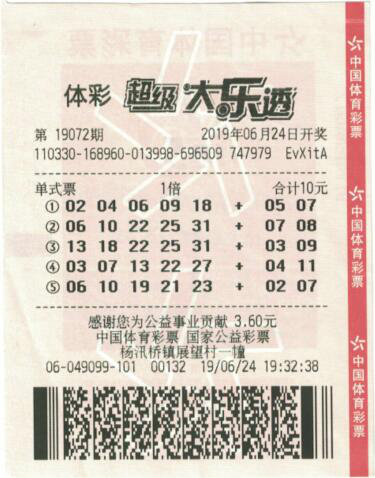 体彩 超级大乐透
第 19072期 2019年06月24日开奖
110330-168960-013998-696509 747979 EvXitA
单式票 1倍 合计10元
① 02 04 06 09 18 + 05 07
② 06 10 22 25 31 + 07 08
③ 13 18 22 25 31 + 03 09
④ 03 07 13 22 27 + 04 11
⑤ 06 10 19 21 23 + 02 07
感谢您为公益事业贡献 3.60元
中国体育彩票 国家公益彩票
杨汛桥镇展望村一幢
06-049099-101 00132 19/06/24 19:32:38
中国体育彩票
中国体育彩票
中国体育彩票